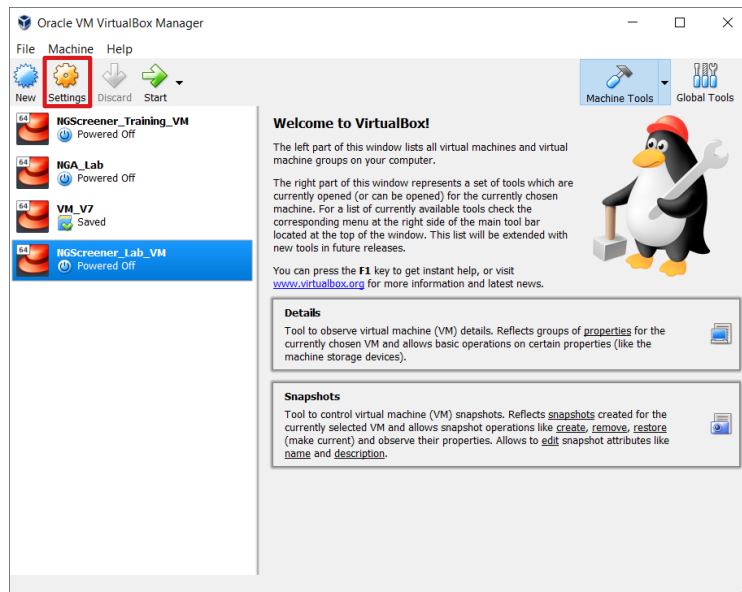 Oracle VM VirtualBox Manager
File Machine Help
New Settings Discard Start Machine Tools Global Tools
64 NGScreener_Training_VM
Powered Off
64 NGA_Lab
Powered Off
64 VM_V7
Saved
64 NGScreener_Lab_VM
Powered Off
Welcome to VirtualBox!
The left part of this window lists all virtual machines and virtual
machine groups on your computer.
The right part of this window represents a set of tools which are
currently opened (or can be opened) for the currently chosen
machine. For a list of currently available tools check the
corresponding menu at the right side of the main tool bar
located at the top of the window. This list will be extended with
new tools in future releases.
You can press the F1 key to get instant help, or visit
www.virtualbox.org for more information and latest news.
Details
Tool to observe virtual machine (VM) details. Reflects groups of properties for the
currently chosen VM and allows basic operations on certain properties (like the
machine storage devices).
Snapshots
Tool to control virtual machine (VM) snapshots. Reflects snapshots created for the
currently selected VM and allows snapshot operations like create, remove, restore
(make current) and observe their properties. Allows to edit snapshot attributes like
name and description.